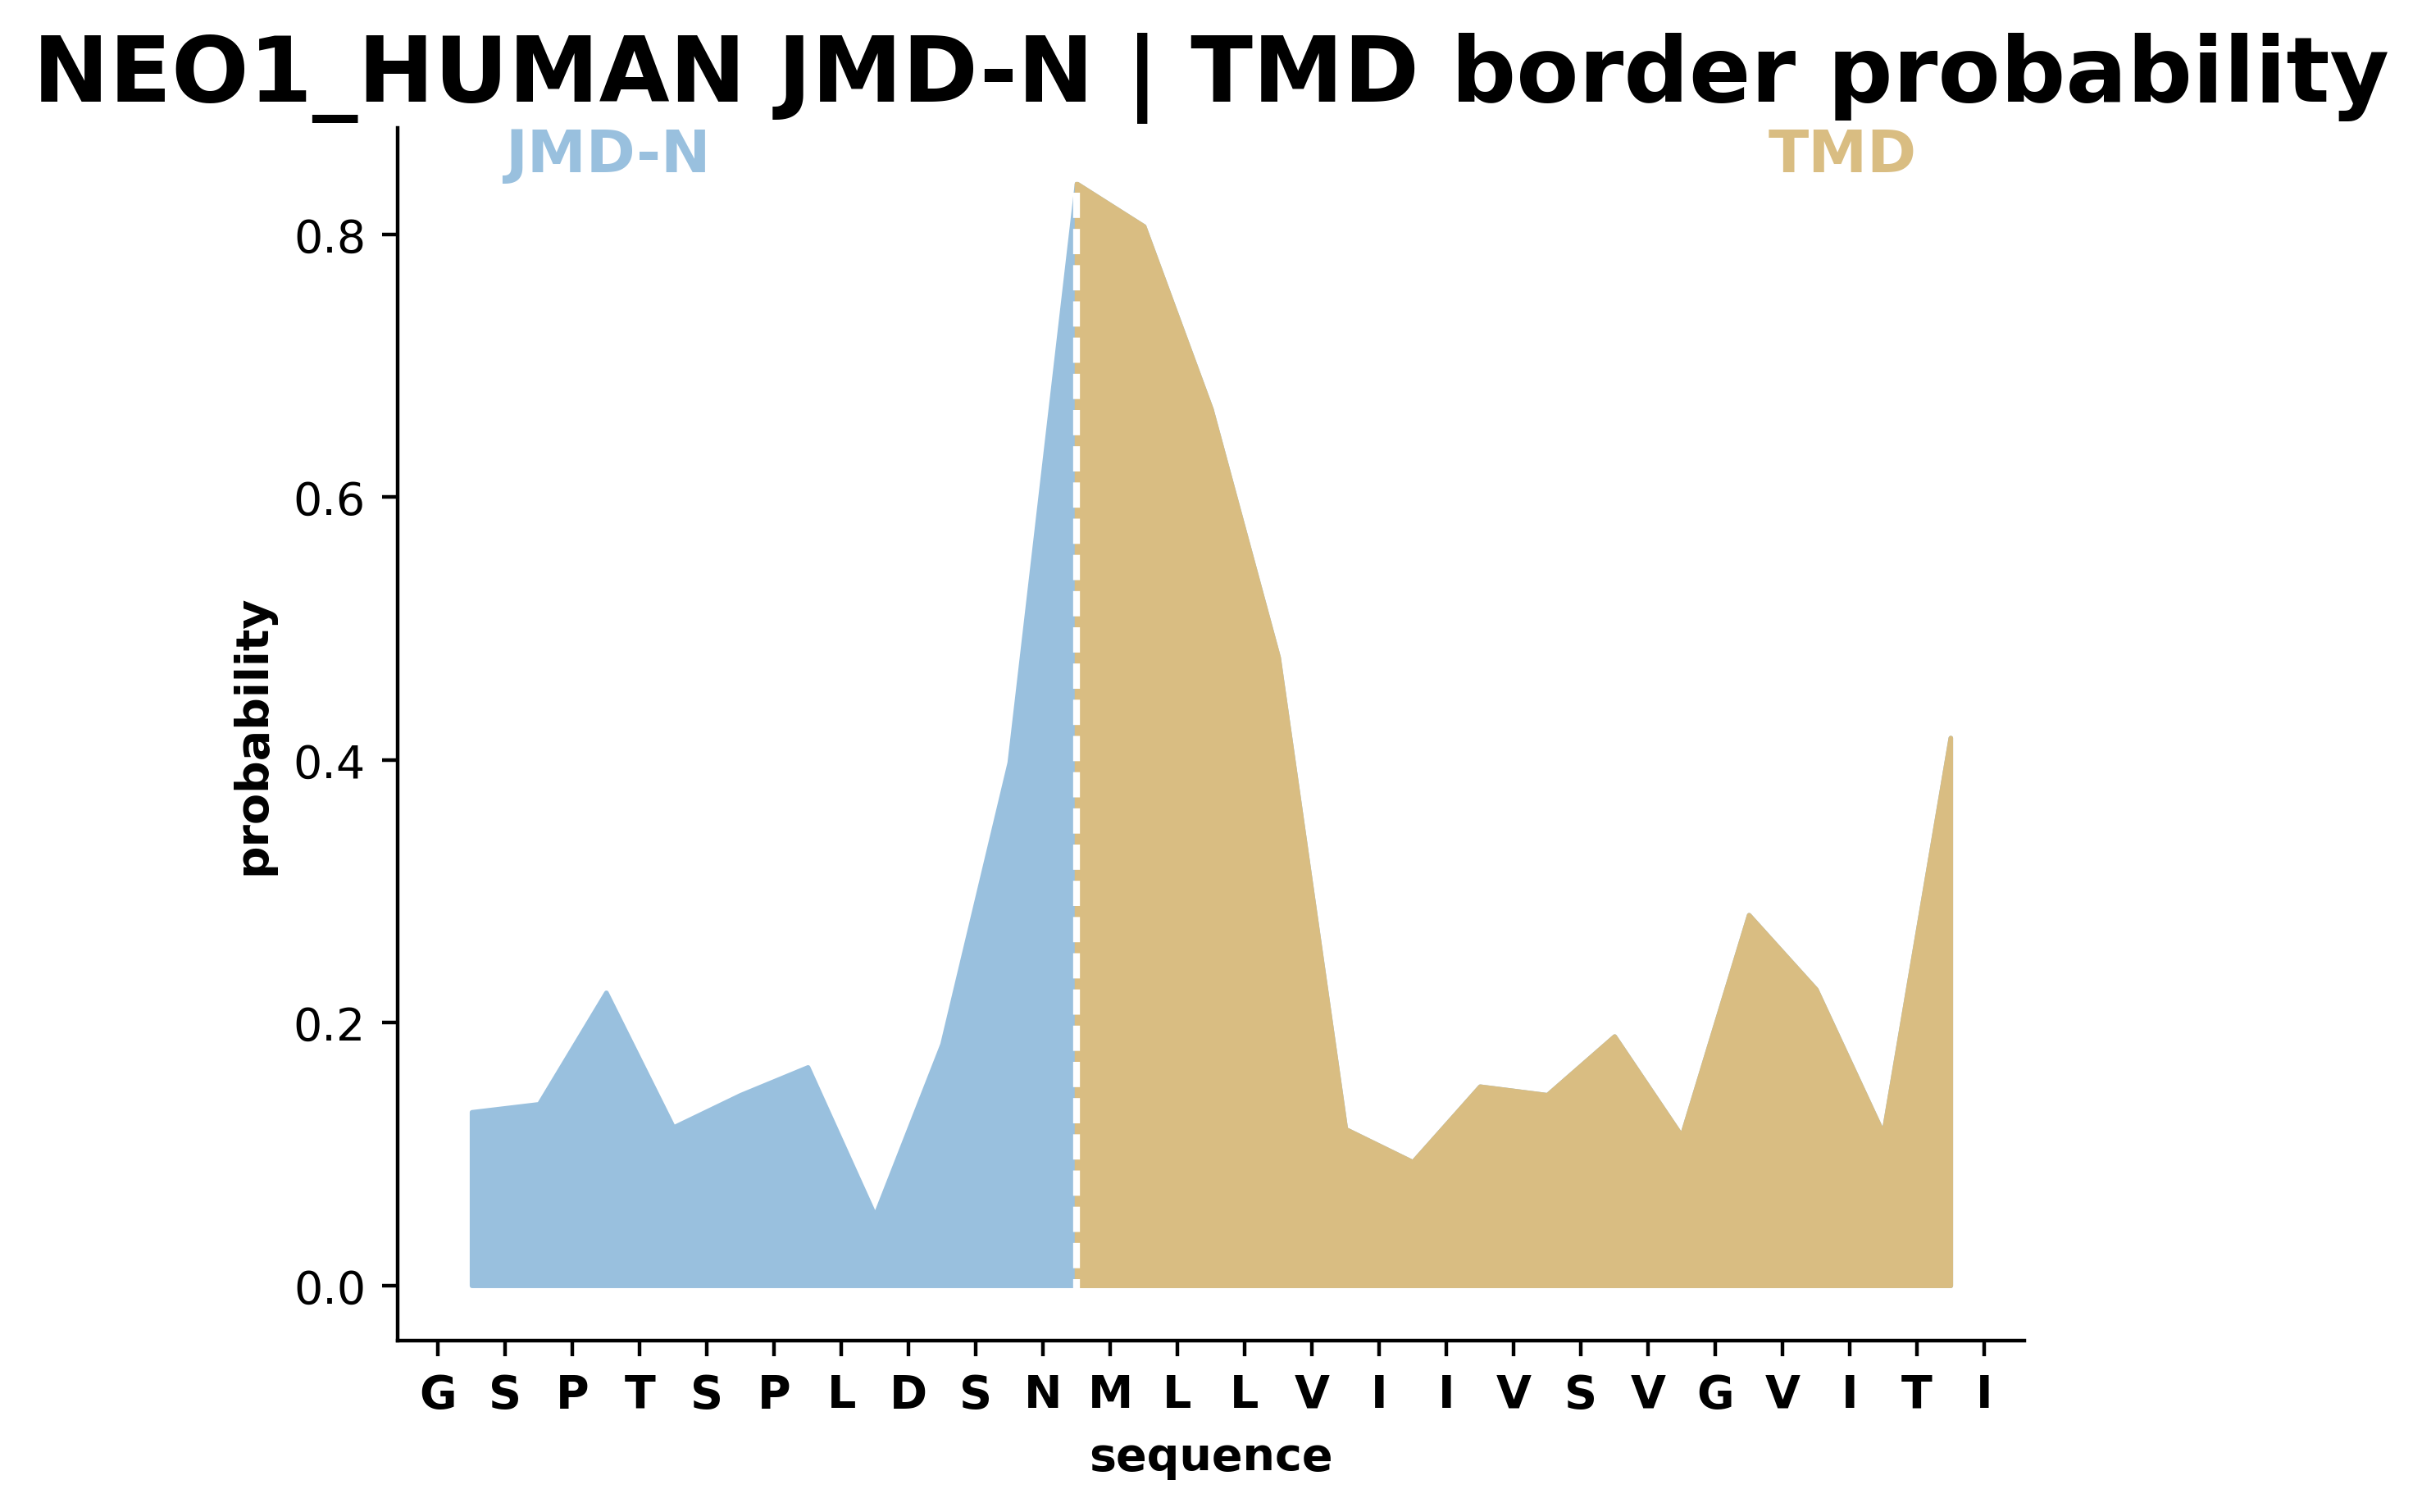 NEO1_HUMAN JMD-N | TMD border probability
JMD-N TMD
0.8
0.6
0.4
0.2
0.0
probability
G S P T S P L D S N M L L V I I V S V G V I T I
sequence